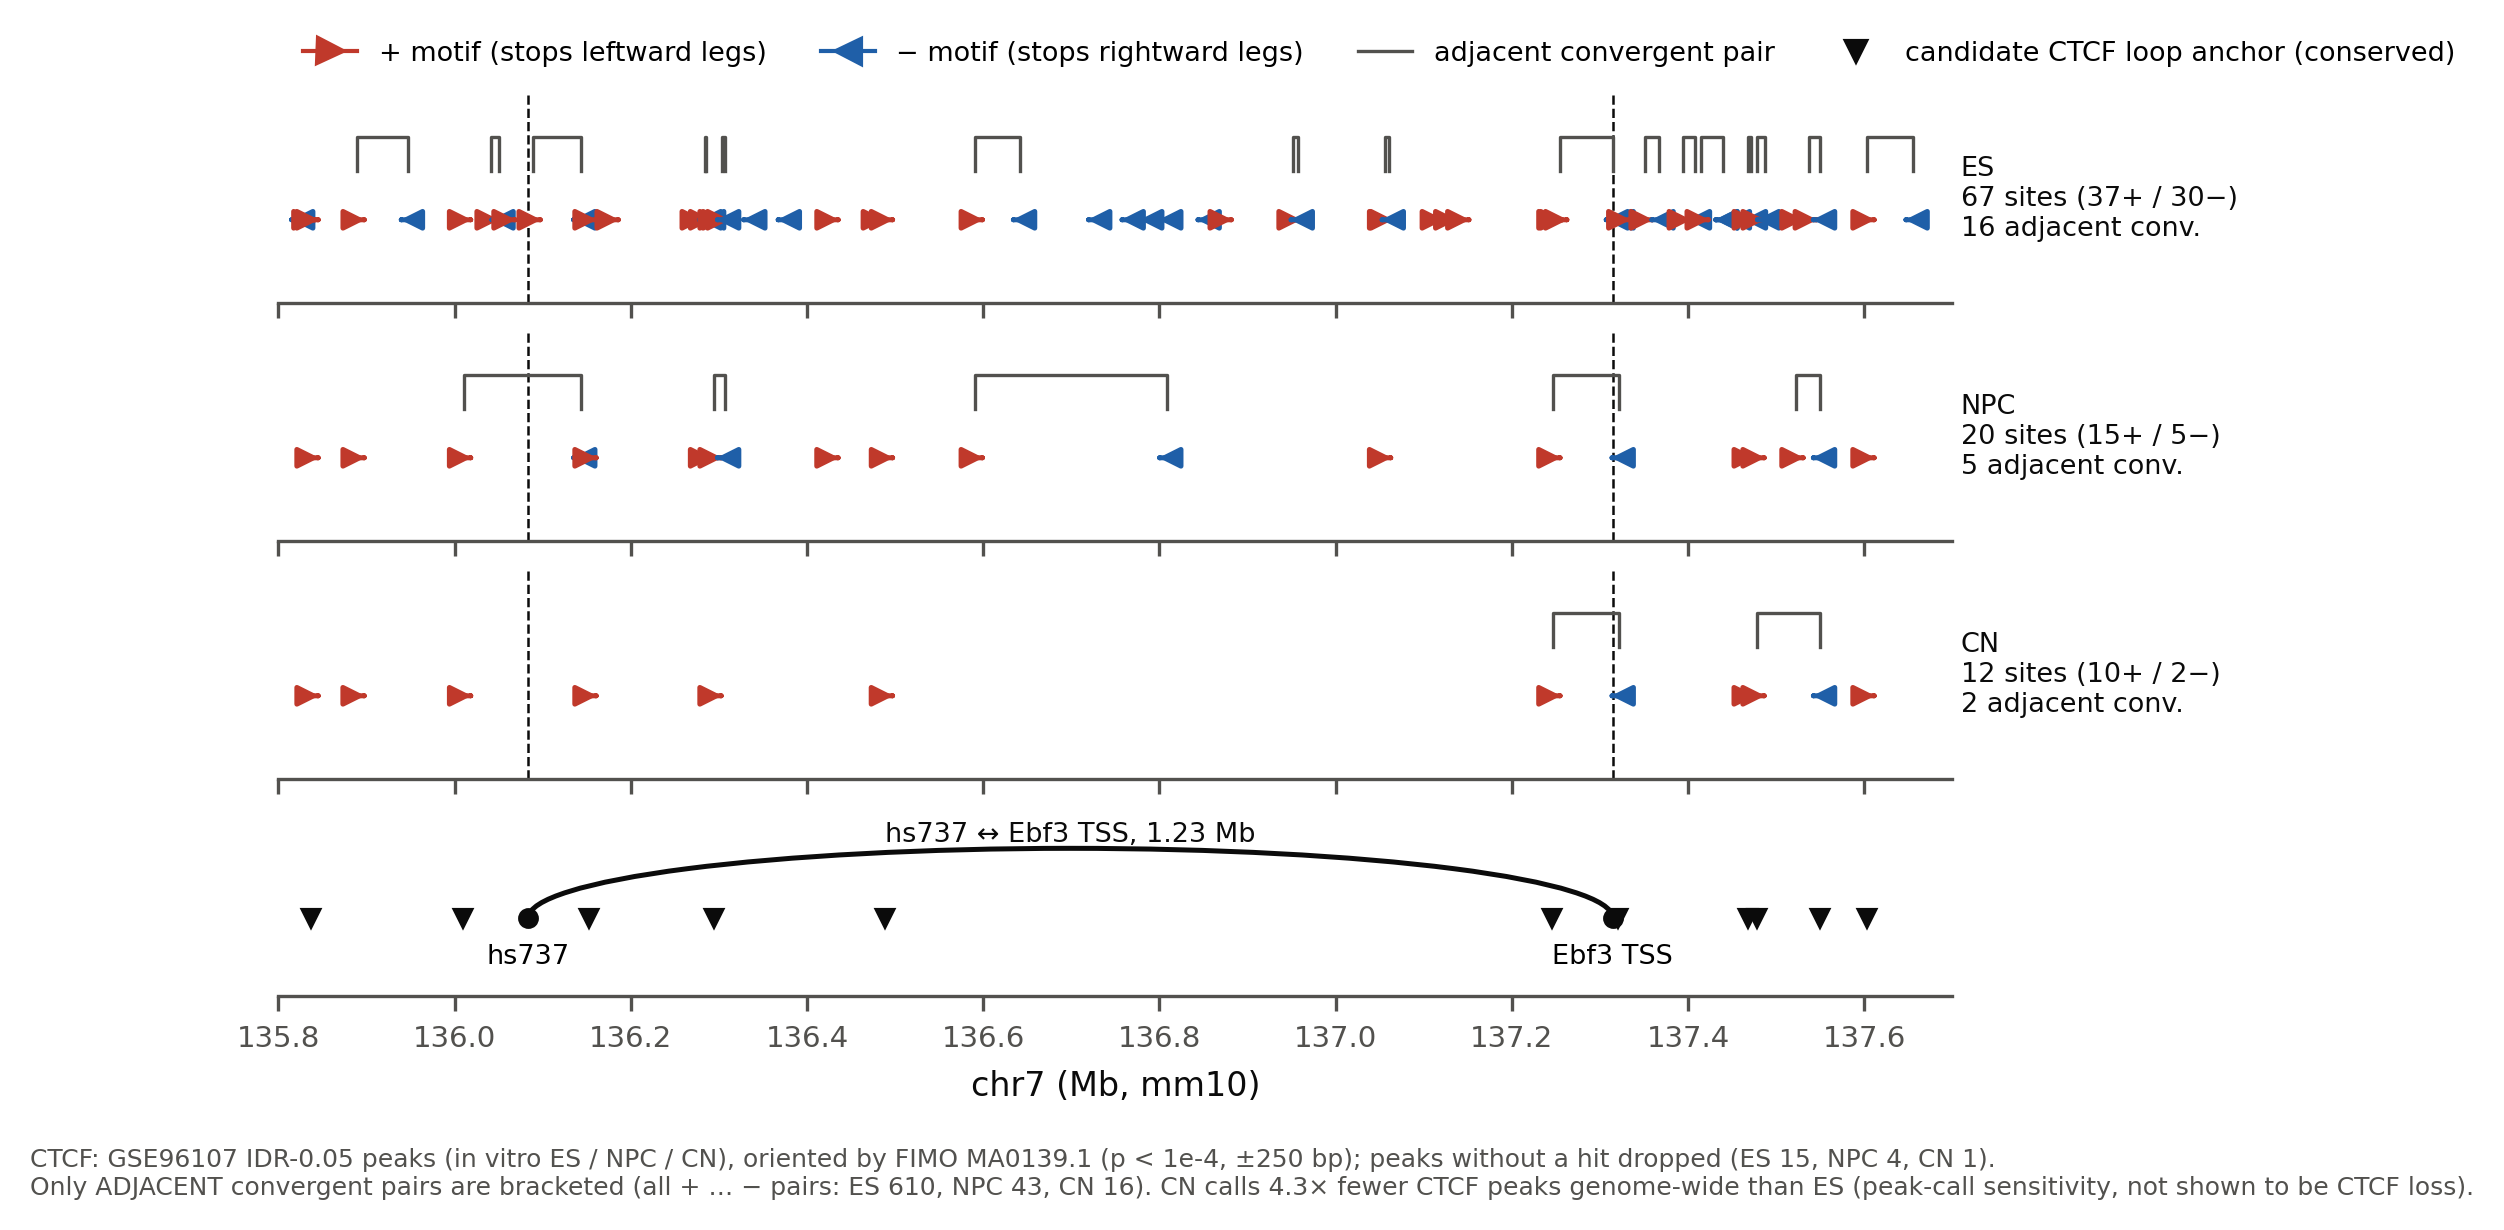 + motif (stops leftward legs)
− motif (stops rightward legs)
adjacent convergent pair
candidate CTCF loop anchor (conserved)
ES
67 sites (37+ / 30−)
16 adjacent conv.
NPC
20 sites (15+ / 5−)
5 adjacent conv.
CN
12 sites (10+ / 2−)
2 adjacent conv.
hs737 ↔ Ebf3 TSS, 1.23 Mb
hs737
Ebf3 TSS
135.8 136.0 136.2 136.4 136.6 136.8 137.0 137.2 137.4 137.6
chr7 (Mb, mm10)
CTCF: GSE96107 IDR-0.05 peaks (in vitro ES / NPC / CN), oriented by FIMO MA0139.1 (p < 1e-4, ±250 bp); peaks without a hit dropped (ES 15, NPC 4, CN 1).
Only ADJACENT convergent pairs are bracketed (all + … − pairs: ES 610, NPC 43, CN 16). CN calls 4.3× fewer CTCF peaks genome-wide than ES (peak-call sensitivity, not shown to be CTCF loss).